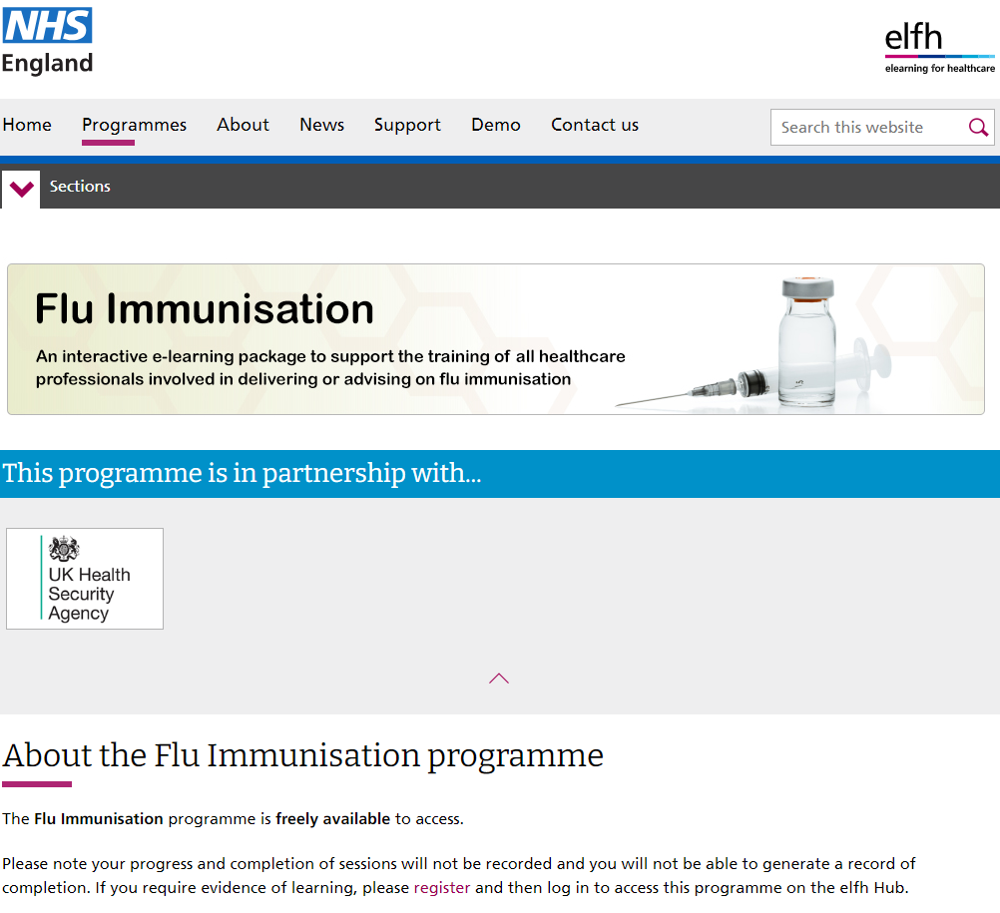 NHS
England
elfh
elearning for healthcare
Home Programmes About News Support Demo Contact us
Search this website
Sections
Flu Immunisation
An interactive e-learning package to support the training of all healthcare
professionals involved in delivering or advising on flu immunisation
This programme is in partnership with...
UK Health
Security
Agency
About the Flu Immunisation programme
The Flu Immunisation programme is freely available to access.
Please note your progress and completion of sessions will not be recorded and you will not be able to generate a record of
completion. If you require evidence of learning, please register and then log in to access this programme on the elfh Hub.